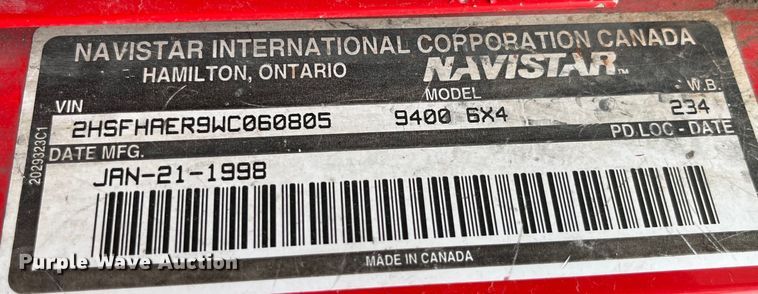 NAVISTAR INTERNATIONAL CORPORATION CANADA
HAMILTON, ONTARIO NAVISTAR™
VIN MODEL W.B.
2HSFHAER9WC060805 9400 6X4 234
DATE MFG. PD LOC - DATE
JAN-21-1998
2029323C1
MADE IN CANADA
Purple Wave Auction